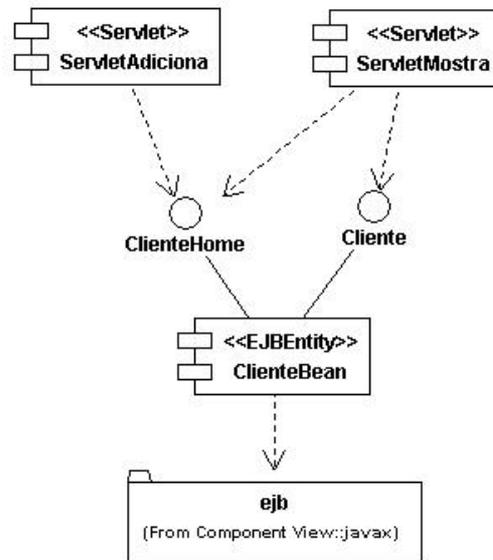 <<Servlet>>
ServletAdiciona
<<Servlet>>
ServletMostra
ClienteHome
Cliente
<<EJBEntity>>
ClienteBean
ejb
(From Component View::javax)